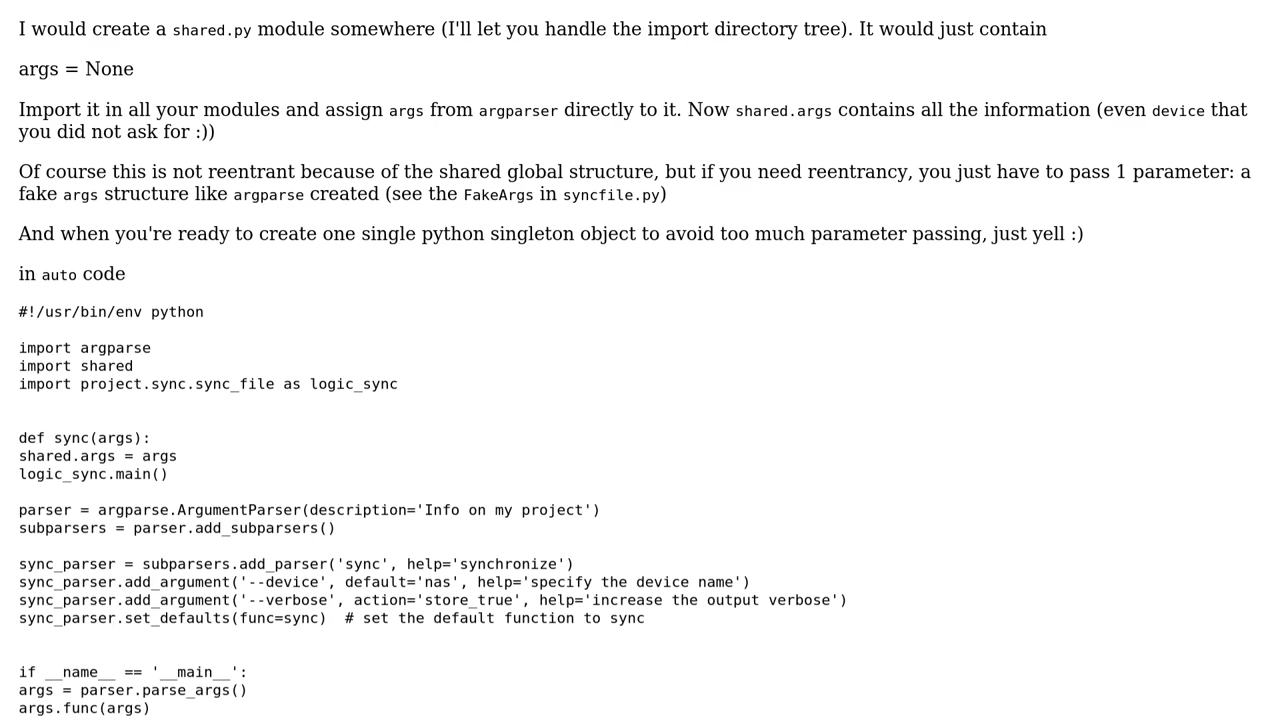 I would create a shared.py module somewhere (I'll let you handle the import directory tree). It would just contain
args = None
Import it in all your modules and assign args from argparser directly to it. Now shared.args contains all the information (even device that
you did not ask for :))
Of course this is not reentrant because of the shared global structure, but if you need reentrancy, you just have to pass 1 parameter: a
fake args structure like argparse created (see the FakeArgs in syncfile.py)
And when you're ready to create one single python singleton object to avoid too much parameter passing, just yell :)
in auto code
#!/usr/bin/env python
import argparse
import shared
import project.sync.sync_file as logic_sync
def sync(args):
shared.args = args
logic_sync.main()
parser = argparse.ArgumentParser(description='Info on my project')
subparsers = parser.add_subparsers()
sync_parser = subparsers.add_parser('sync', help='synchronize')
sync_parser.add_argument('--device', default='nas', help='specify the device name')
sync_parser.add_argument('--verbose', action='store_true', help='increase the output verbose')
sync_parser.set_defaults(func=sync)  # set the default function to sync
if __name__ == '__main__':
args = parser.parse_args()
args.func(args)